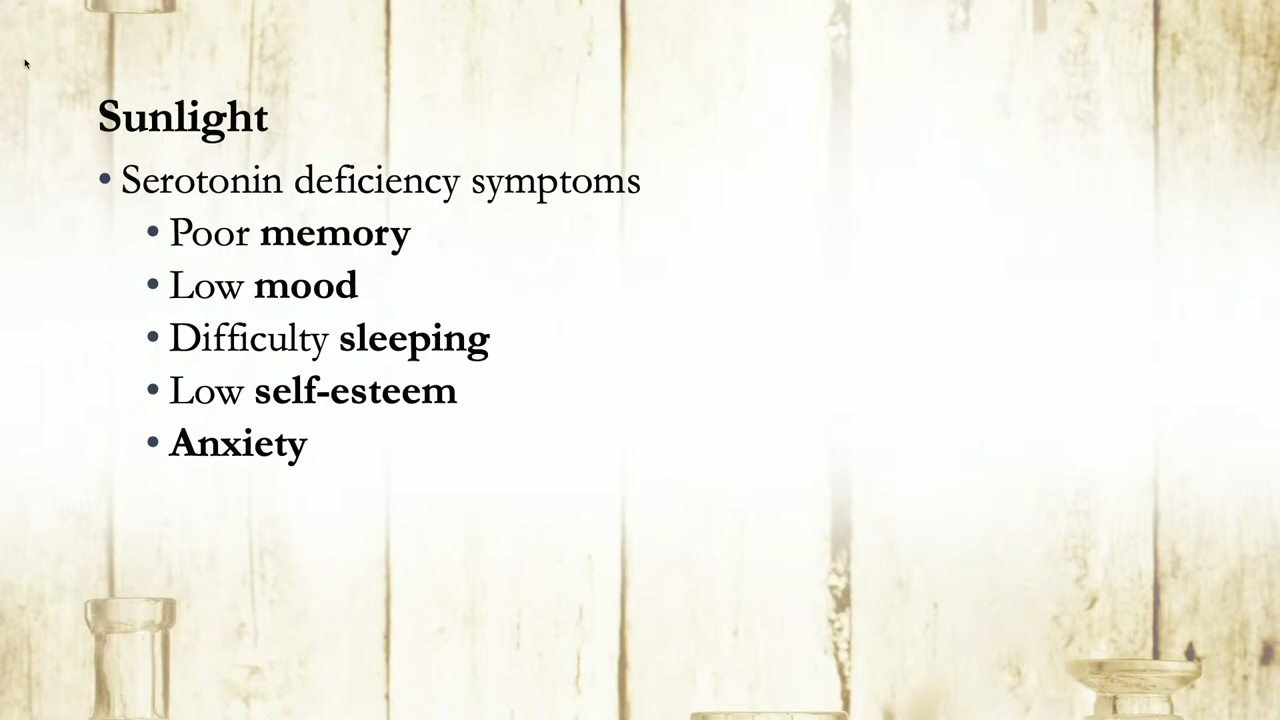 Sunlight
• Serotonin deficiency symptoms
• Poor memory
• Low mood
• Difficulty sleeping
• Low self-esteem
• Anxiety